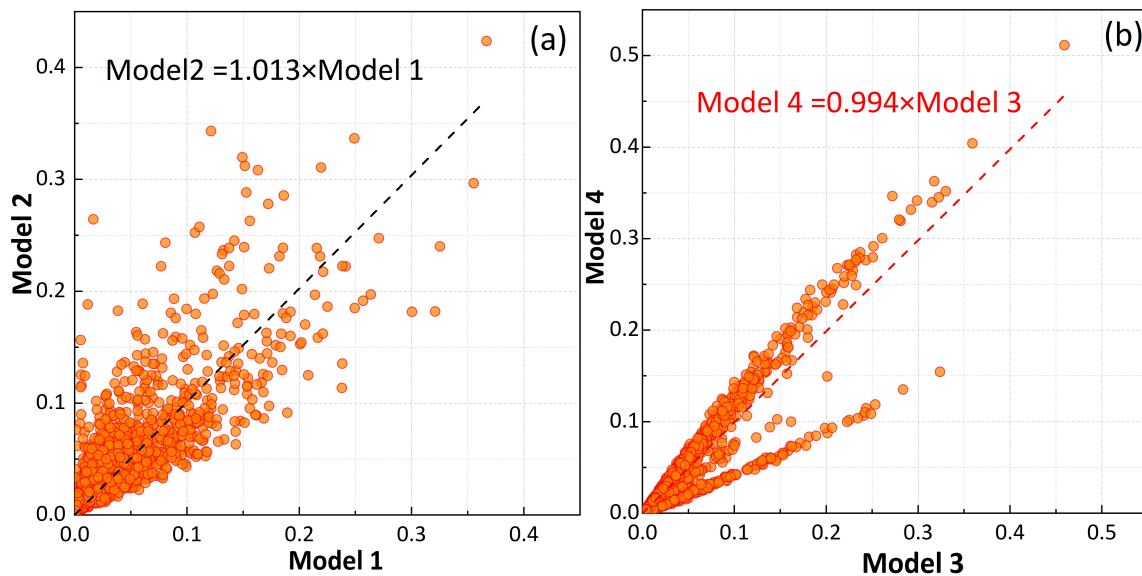 (a)
Model2 =1.013×Model 1
0.4
0.3
0.2
0.1
0.0
Model 2
0.0 0.1 0.2 0.3 0.4
Model 1
(b)
Model 4 =0.994×Model 3
0.5
0.4
0.3
0.2
0.1
0.0
Model 4
0.0 0.1 0.2 0.3 0.4 0.5
Model 3